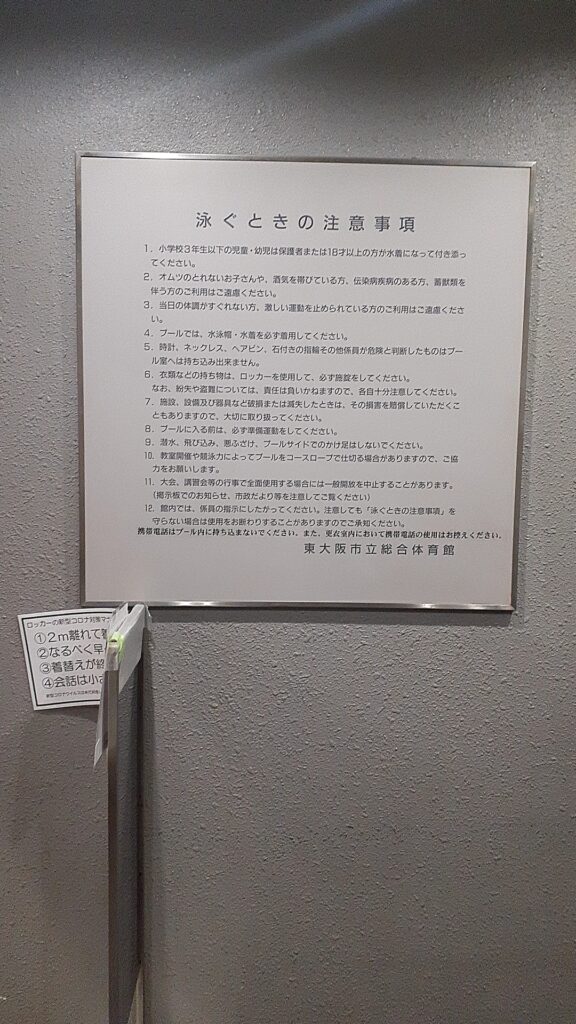 泳ぐときの注意事項
1. 小学校3年生以下の児童・幼児は保護者または18才以上の方が水着になって付き添っ
てください。
2. オムツのとれないお子さんや、酒気を帯びている方、伝染病疾病のある方、畜獣類を
伴う方のご利用はご遠慮ください。
3. 当日の体調がすぐれない方、激しい運動を止められている方のご利用はご遠慮くださ
い。
4. プールでは、水泳帽・水着を必ず着用してください。
5. 時計、ネックレス、ヘアピン、石付きの指輪その他係員が危険と判断したものはプー
ル室へは持ち込み出来ません。
6. 衣類などの持ち物は、ロッカーを使用して、必ず施錠をしてください。
なお、紛失や盗難については、責任は負いかねますので、各自十分注意してください。
7. 施設、設備及び器具など破損または滅失したときは、その損害を賠償していただくこ
ともありますので、大切に取り扱ってください。
8. プールに入る前は、必ず準備運動をしてください。
9. 潜水、飛び込み、悪ふざけ、プールサイドでのかけ足はしないでください。
10. 教室開催や競泳力によってプールをコースロープで仕切る場合がありますので、ご協
力をお願いします。
11. 大会、講習会等の行事で全面使用する場合には一般開放を中止することがあります。
(掲示板でのお知らせ、市政だより等を注意してご覧ください)
12. 館内では、係員の指示にしたがってください。注意しても「泳ぐときの注意事項」を
守らない場合は使用をお断わりすることがありますのでご承知ください。
携帯電話はプール内に持ち込まないでください。また、更衣室内において携帯電話の使用はお控えください。
東大阪市立総合体育館
ロッカーの新型コロナ対策マ
①2m離れて着
②なるべく早
③着替えが終
④会話は小さ